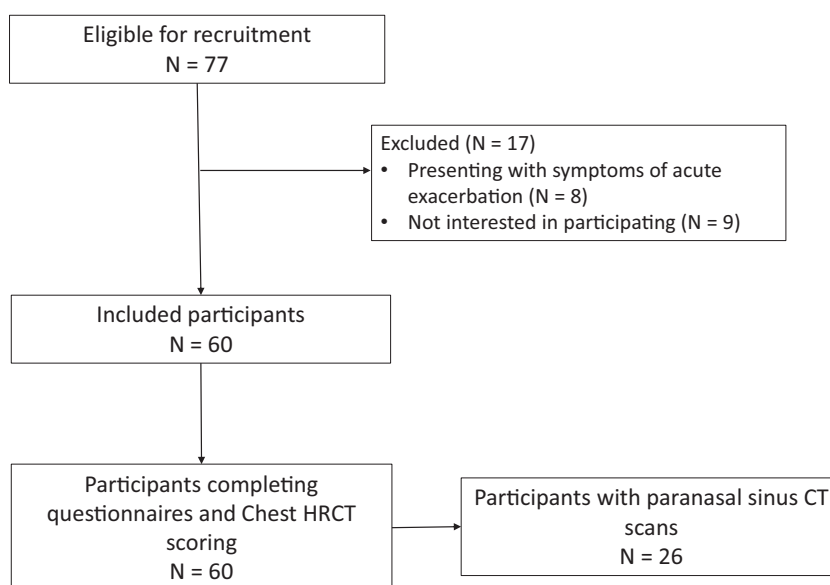 Eligible for recruitment
N = 77
Excluded (N = 17)
• Presenting with symptoms of acute
exacerbation (N = 8)
• Not interested in participating (N = 9)
Included participants
N = 60
Participants completing
questionnaires and Chest HRCT
scoring
N = 60
Participants with paranasal sinus CT
scans
N = 26